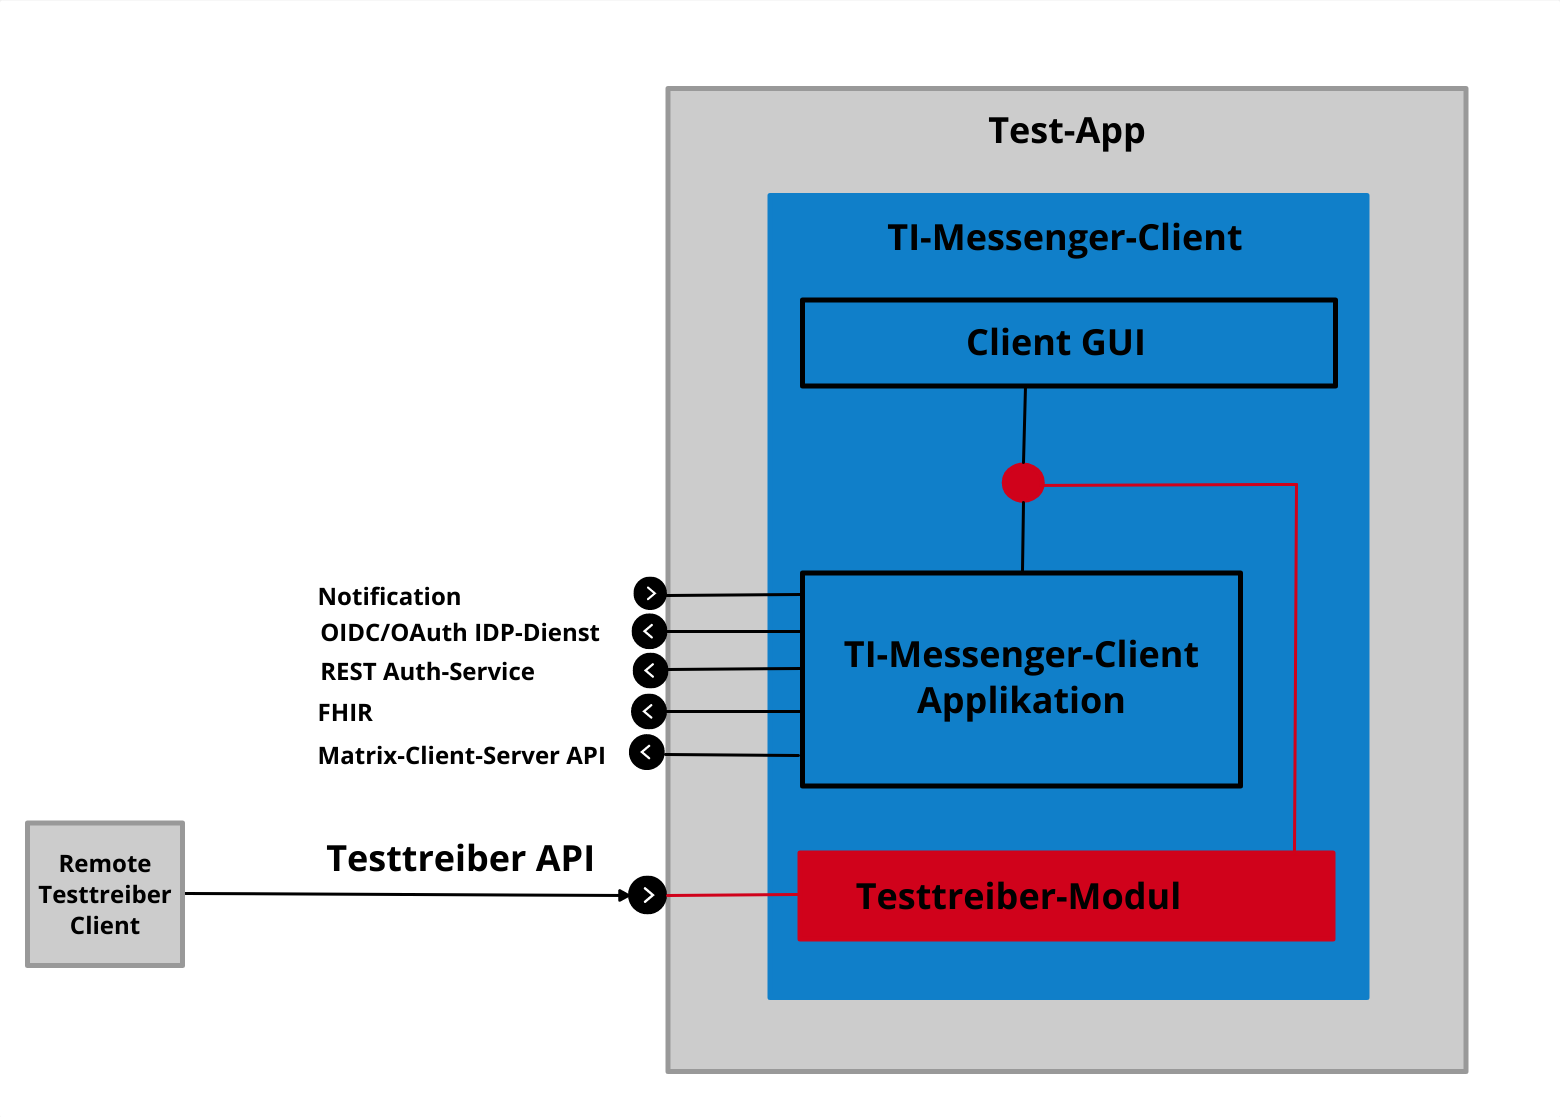 Test-App
TI-Messenger-Client
Client GUI
Notification
OIDC/OAuth IDP-Dienst
REST Auth-Service
FHIR
Matrix-Client-Server API
TI-Messenger-Client
Applikation
Remote
Testtreiber
Client
Testtreiber API
Testtreiber-Modul